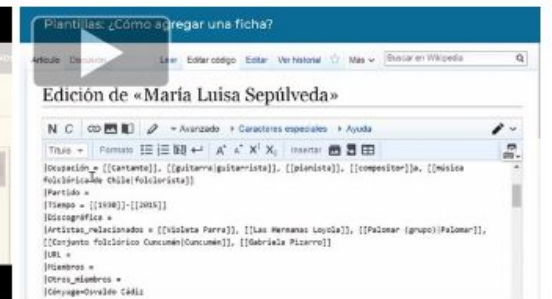 Plantillas: ¿Cómo agregar una ficha?
Artículo Discusión Leer Editar código Editar Ver historial Más Buscar en Wikipedia
Edición de «María Luisa Sepúlveda»
N C Avanzado Caracteres especiales Ayuda
Título Formato Insertar
|Ocupación = [[Cantante]], [[guitarra|guitarrista]], [[pianista]], [[compositor]]a, [[música
folclórica de Chile|folclorista]]
|Partido =
|Tiempo = [[1938]]-[[2015]]
|Discográfica =
|Artistas_relacionados = [[Violeta Parra]], [[Las Hermanas Loyola]], [[Palomar (grupo)|Palomar]],
[[Conjunto folclórico Cuncumén|Cuncumén]], [[Gabriela Pizarro]]
|URL =
|Miembros =
|Otros_miembros =
|Cónyuge=Osvaldo Cádiz